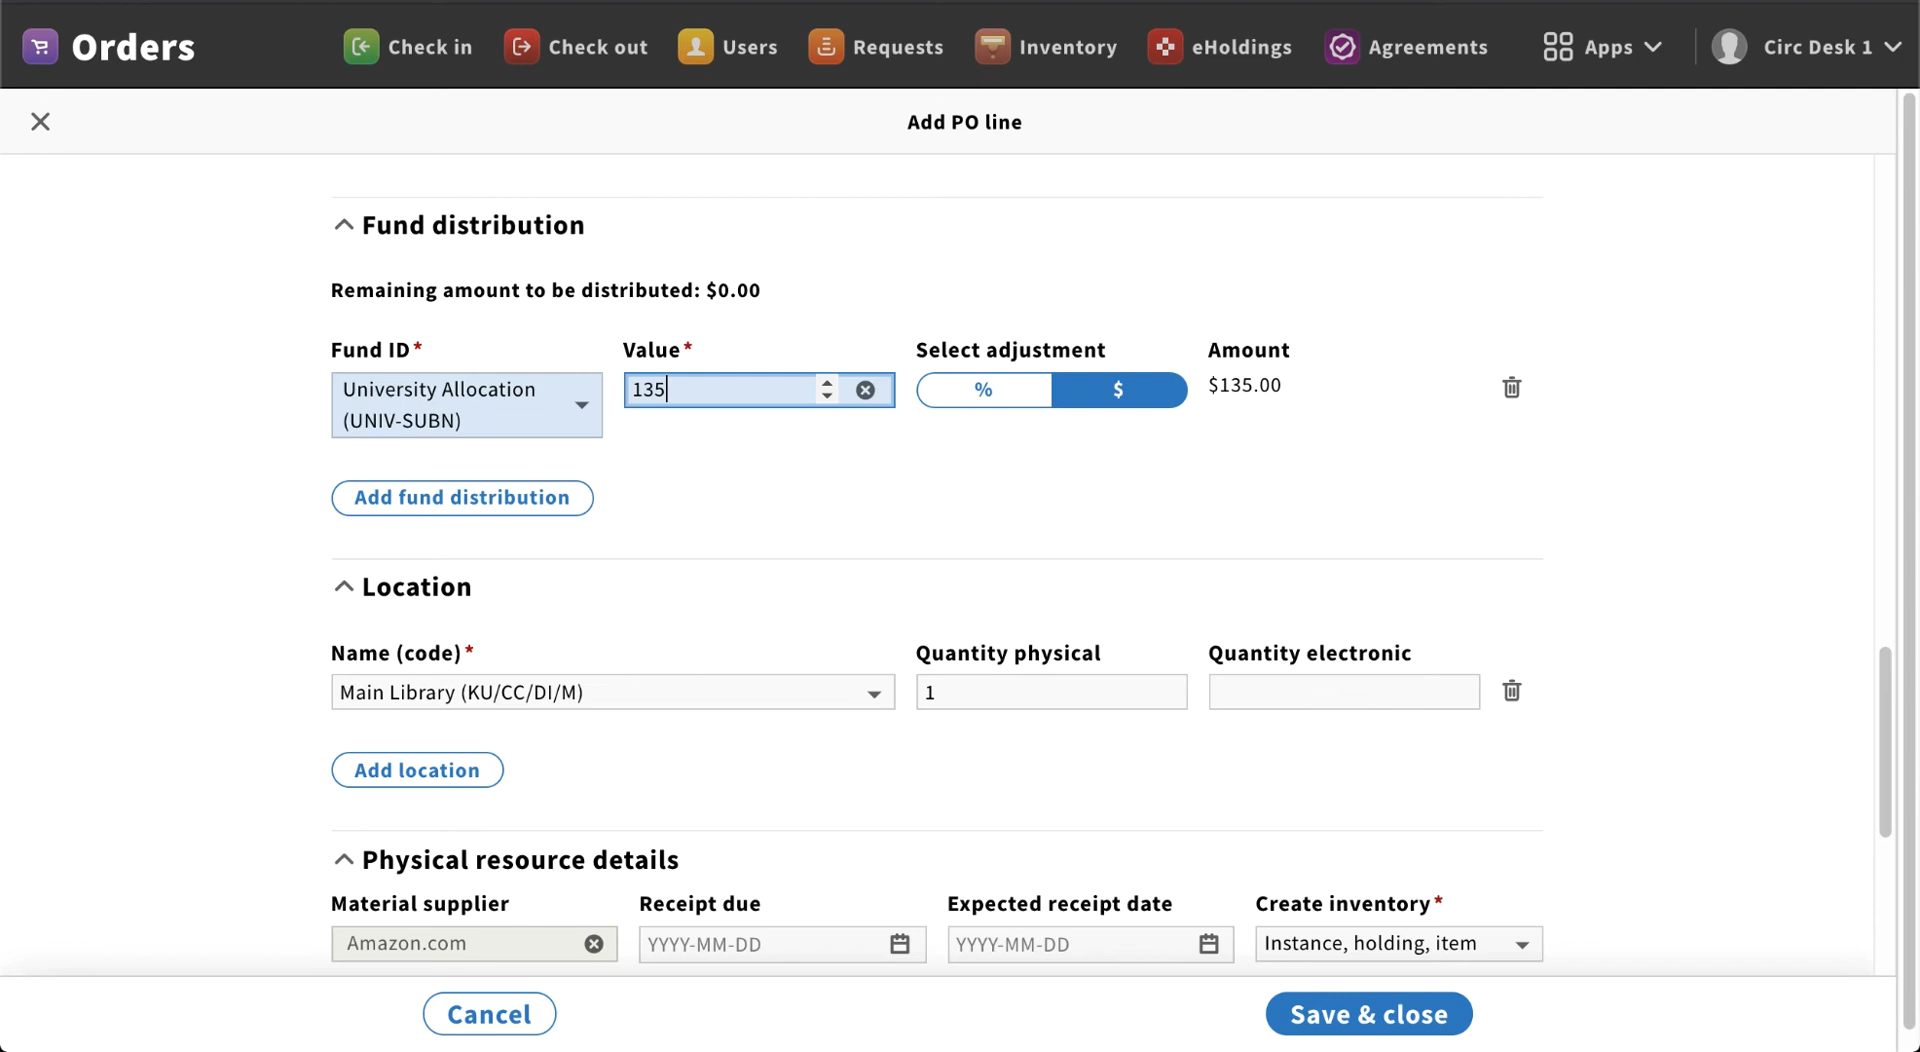 Orders
Check in
Check out
Users
Requests
Inventory
eHoldings
Agreements
Apps
Circ Desk 1
Add PO line
Fund distribution
Remaining amount to be distributed: $0.00
Fund ID*
Value*
Select adjustment
Amount
University Allocation
(UNIV-SUBN)
135
%
$
$135.00
Add fund distribution
Location
Name (code)*
Quantity physical
Quantity electronic
Main Library (KU/CC/DI/M)
1
Add location
Physical resource details
Material supplier
Receipt due
Expected receipt date
Create inventory*
Amazon.com
YYYY-MM-DD
YYYY-MM-DD
Instance, holding, item
Cancel
Save & close